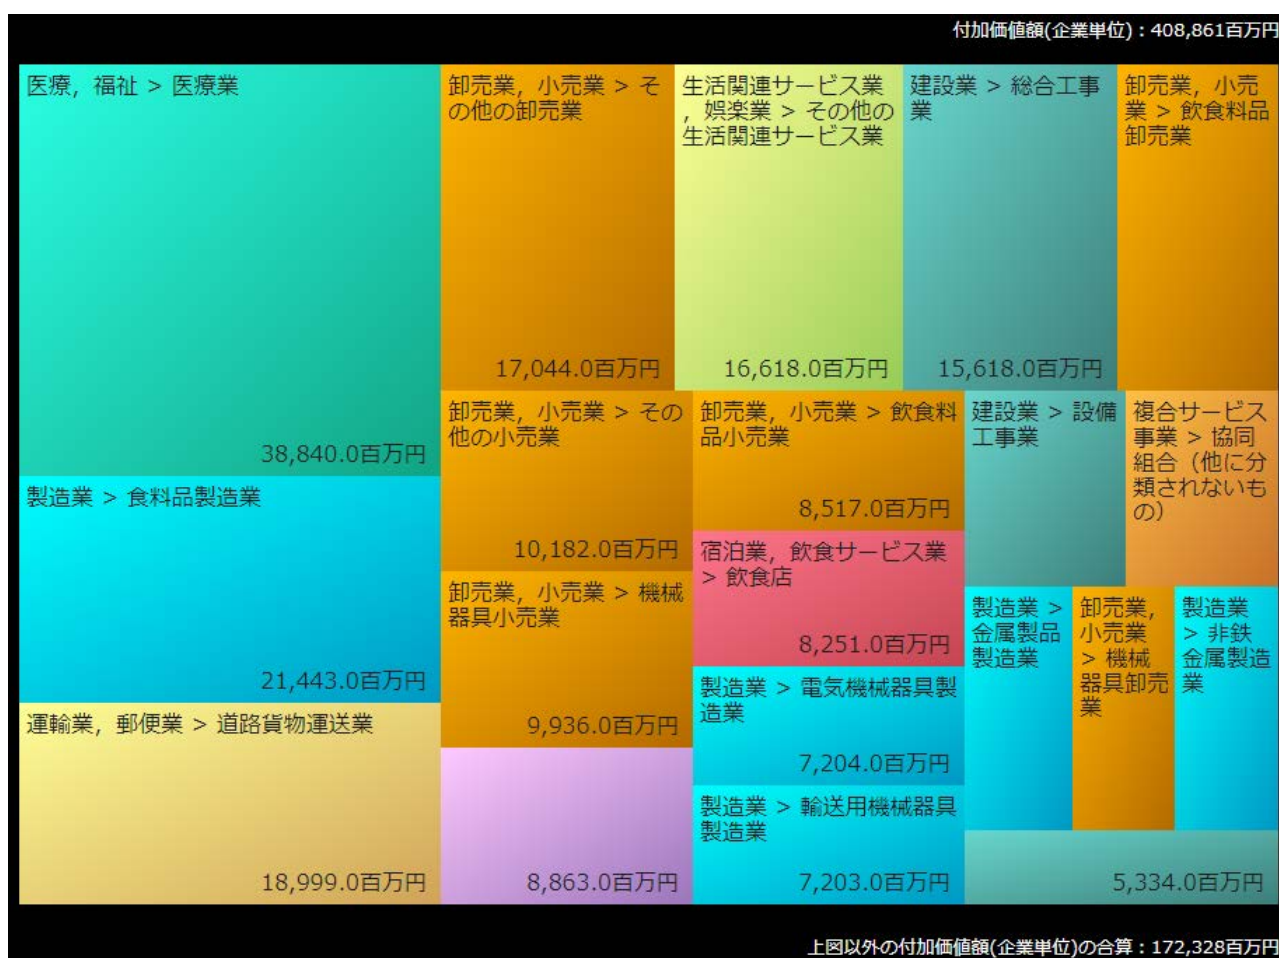 付加価値額(企業単位)：408,861百万円
医療，福祉 > 医療業
38,840.0百万円
製造業 > 食料品製造業
21,443.0百万円
運輸業，郵便業 > 道路貨物運送業
18,999.0百万円
卸売業，小売業 > そ
の他の卸売業
17,044.0百万円
生活関連サービス業
，娯楽業 > その他の
生活関連サービス業
16,618.0百万円
建設業 > 総合工事
業
15,618.0百万円
卸売業，小売
業 > 飲食料品
卸売業
卸売業，小売業 > その
他の小売業
10,182.0百万円
卸売業，小売業 > 機械
器具小売業
9,936.0百万円
8,863.0百万円
卸売業，小売業 > 飲食料
品小売業
8,517.0百万円
宿泊業，飲食サービス業
> 飲食店
8,251.0百万円
製造業 > 電気機械器具製
造業
7,204.0百万円
製造業 > 輸送用機械器具
製造業
7,203.0百万円
建設業 > 設備
工事業
複合サービス
事業 > 協同
組合（他に分
類されないも
の）
製造業 >
金属製品
製造業
卸売業，
小売業
> 機械
器具卸売
業
製造業
> 非鉄
金属製造
業
5,334.0百万円
上図以外の付加価値額(企業単位)の合算：172,328百万円